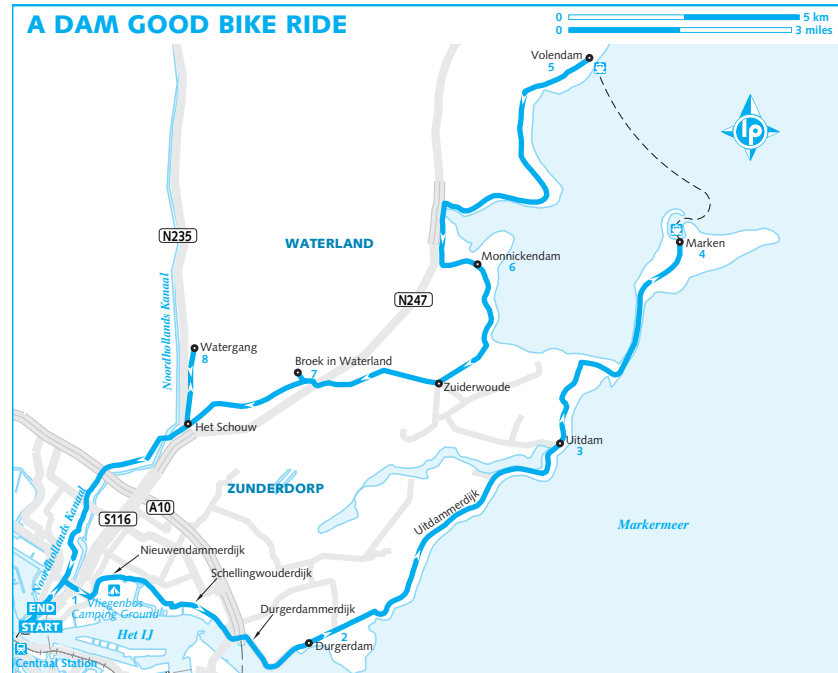 A DAM GOOD BIKE RIDE
0 5 km
0 3 miles
Volendam
5
lp
N235
WATERLAND
Marken
4
Monnickendam
6
N247
Noordhollands Kanaal
Watergang
8
Broek in Waterland
7
Zuiderwoude
Het Schouw
Uitdam
3
ZUNDERDORP
A10
S116
Uitdammerdijk
Markermeer
Noordhollands Kanaal
Nieuwendammerdijk
Schellingwouderdijk
1
Vliegenbos
Camping Ground
END
START
Durgerdammerdijk
2
Durgerdam
Het IJ
Centraal Station